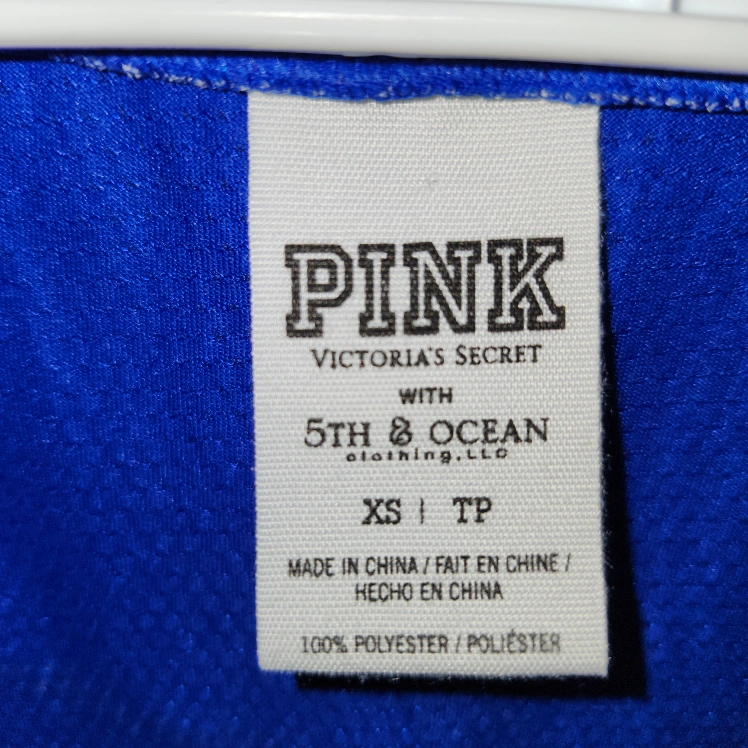 PINK
VICTORIA'S SECRET
WITH
5TH & OCEAN
clothing, LLC
XS | TP
MADE IN CHINA / FAIT EN CHINE /
HECHO EN CHINA
100% POLYESTER / POLIÉSTER